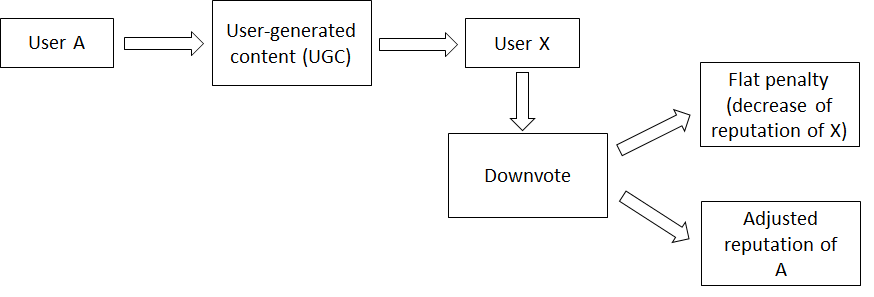 User A
User-generated
content (UGC)
User X
Downvote
Flat penalty
(decrease of
reputation of X)
Adjusted
reputation of
A